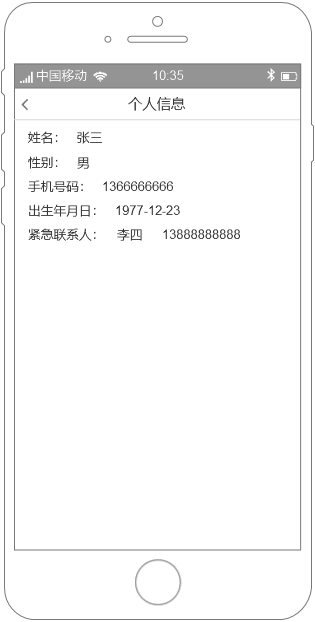 中国移动 10:35
个人信息
姓名： 张三
性别： 男
手机号码： 1366666666
出生年月日： 1977-12-23
紧急联系人： 李四 13888888888